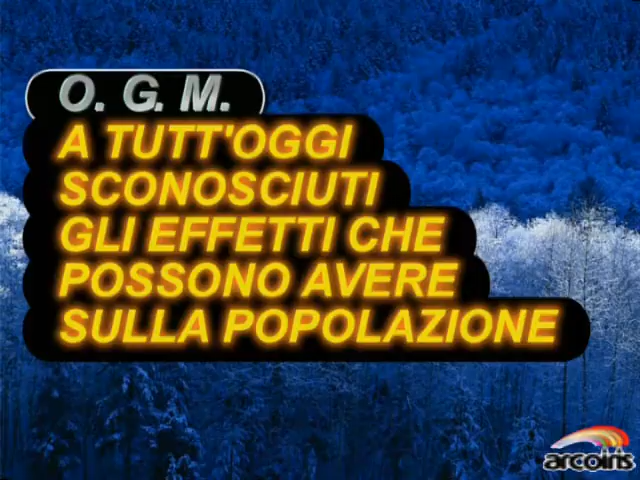 O. G. M.
A TUTT'OGGI
SCONOSCIUTI
GLI EFFETTI CHE
POSSONO AVERE
SULLA POPOLAZIONE
arcoiris